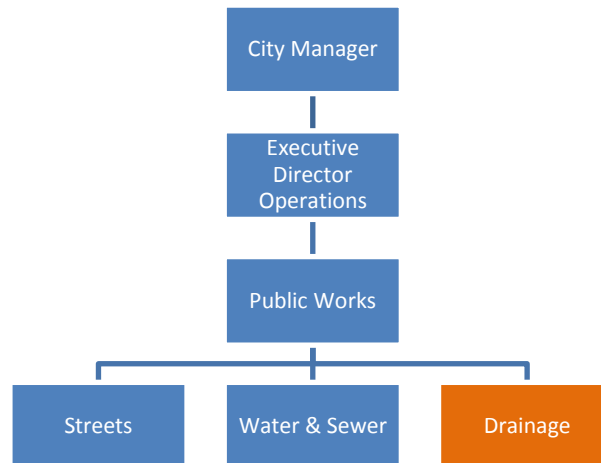 City Manager
Executive
Director
Operations
Public Works
Streets
Water & Sewer
Drainage